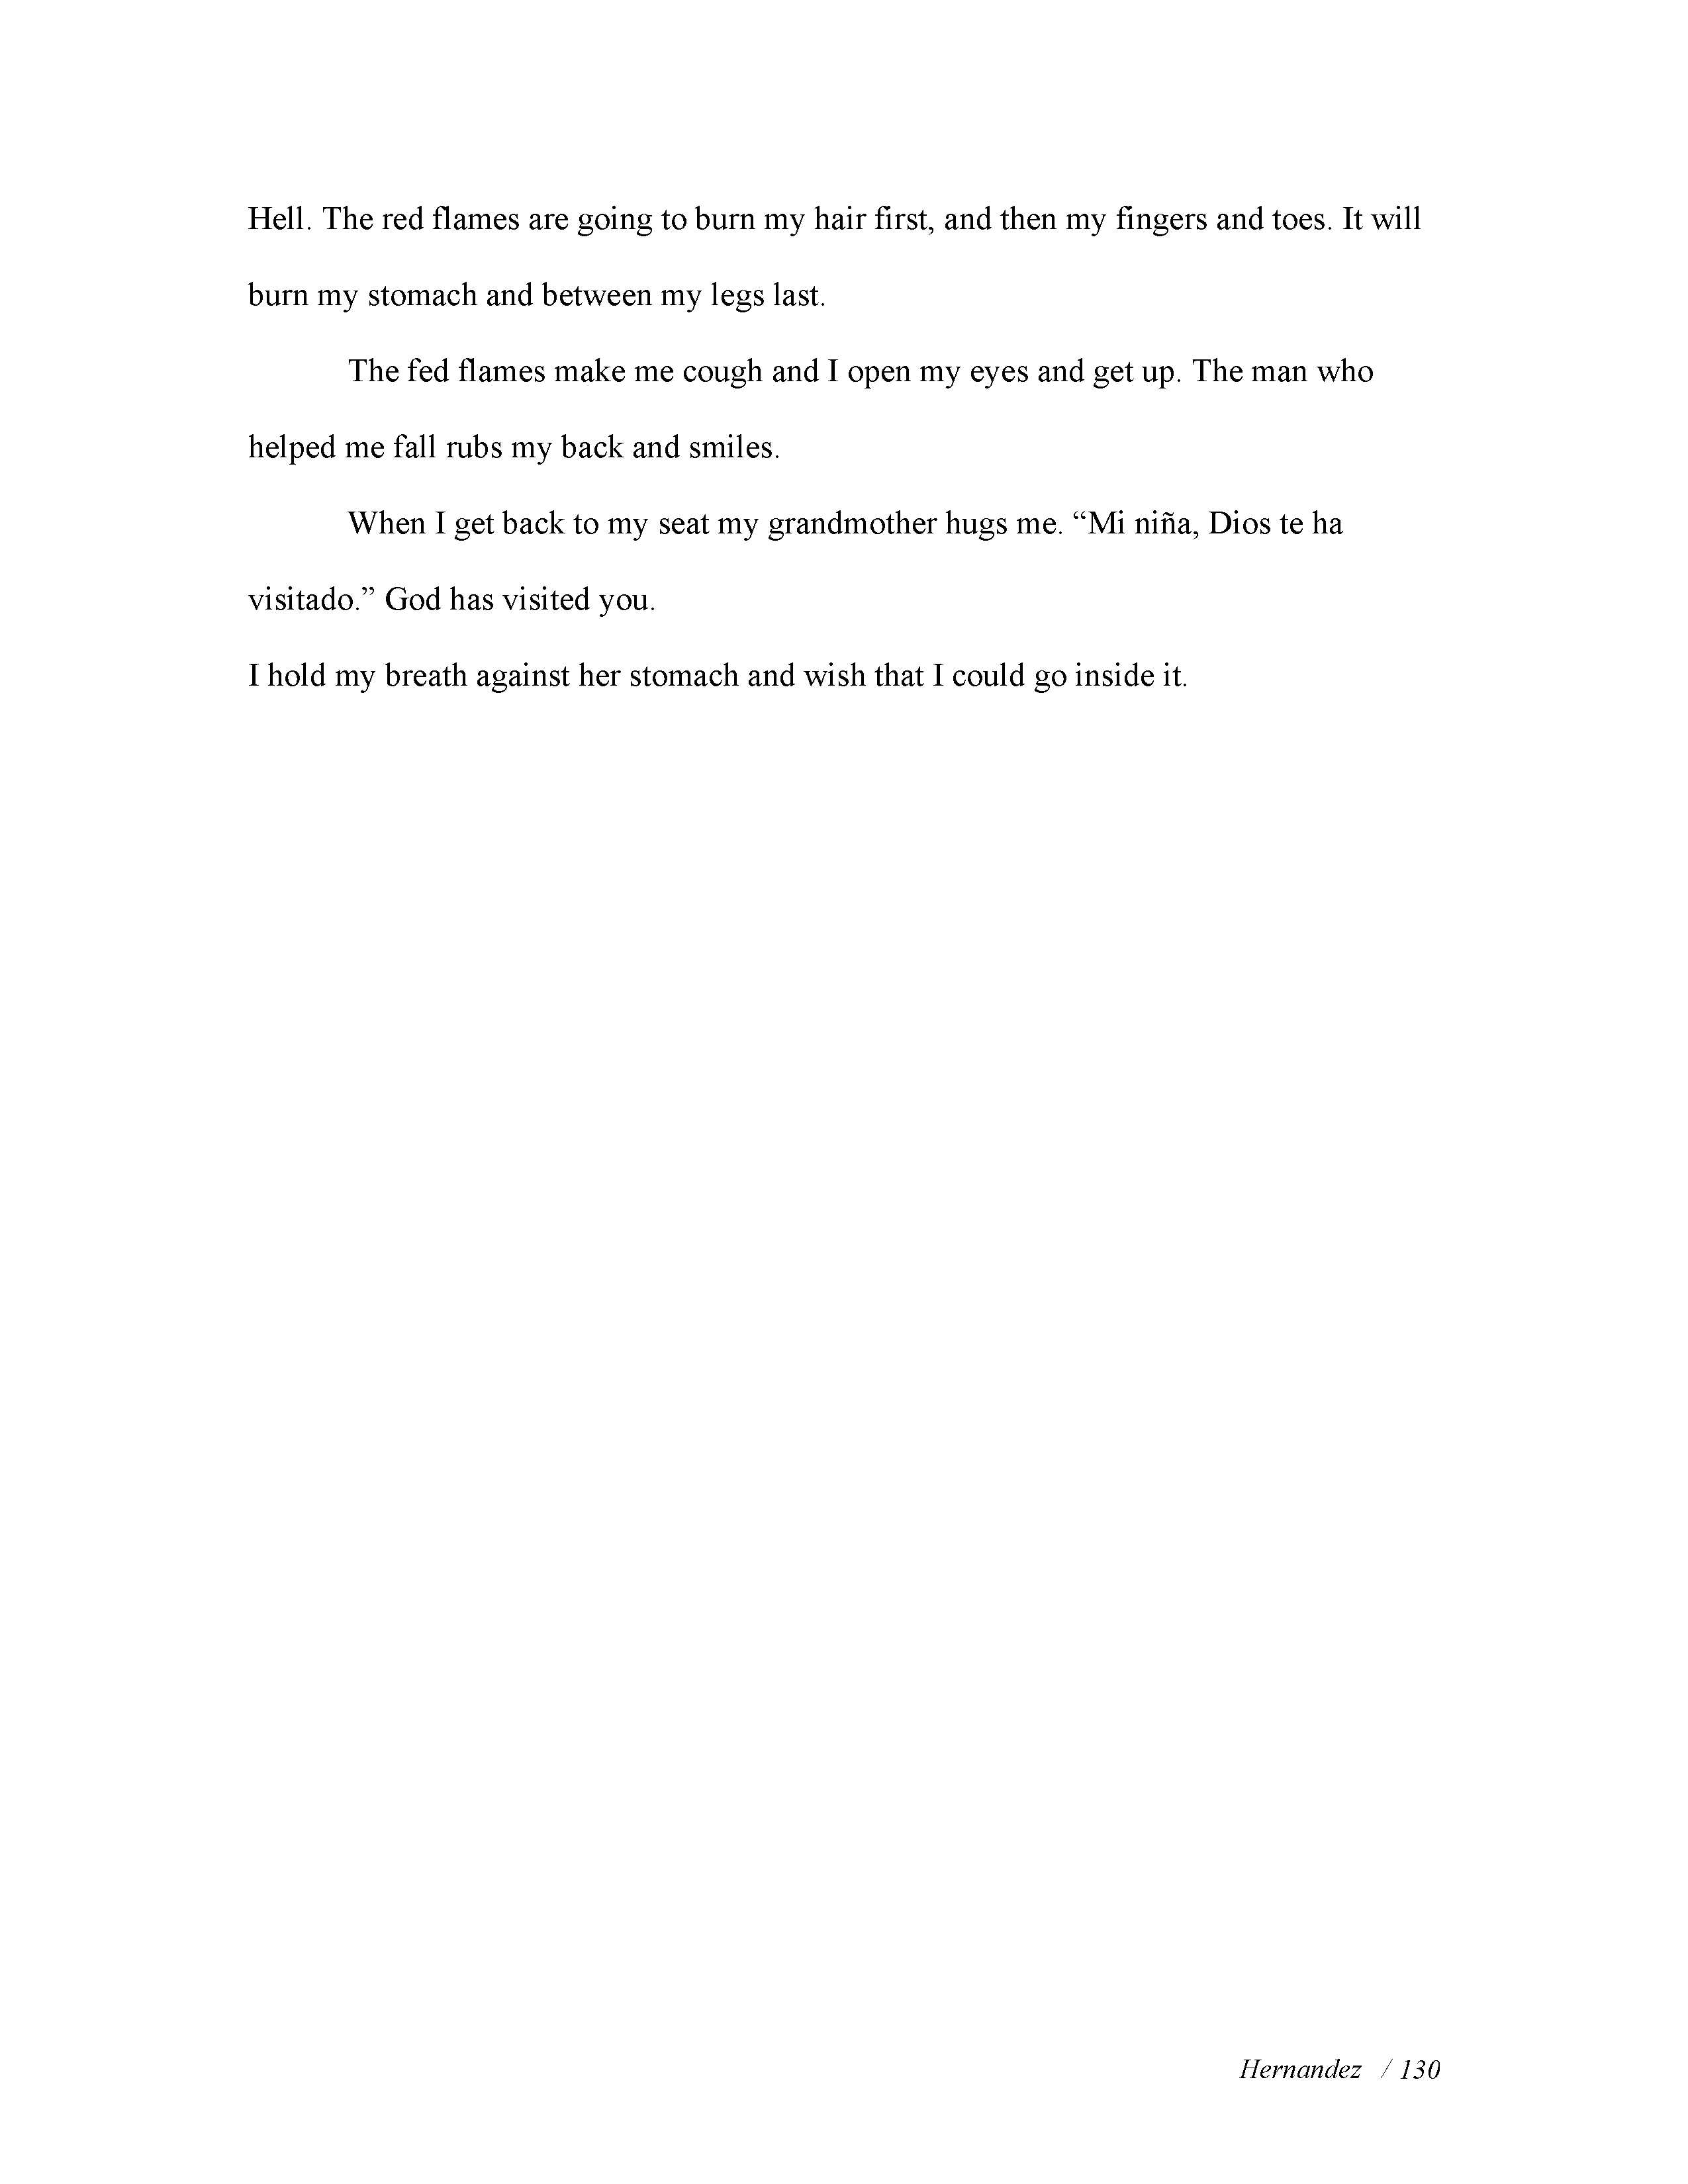 Hell. The red flames are going to burn my hair first, and then my fingers and toes. It will
burn my stomach and between my legs last.
The fed flames make me cough and I open my eyes and get up. The man who
helped me fall rubs my back and smiles.
When I get back to my seat my grandmother hugs me. “Mi niña, Dios te ha
visitado.” God has visited you.
I hold my breath against her stomach and wish that I could go inside it.
Hernandez / 130